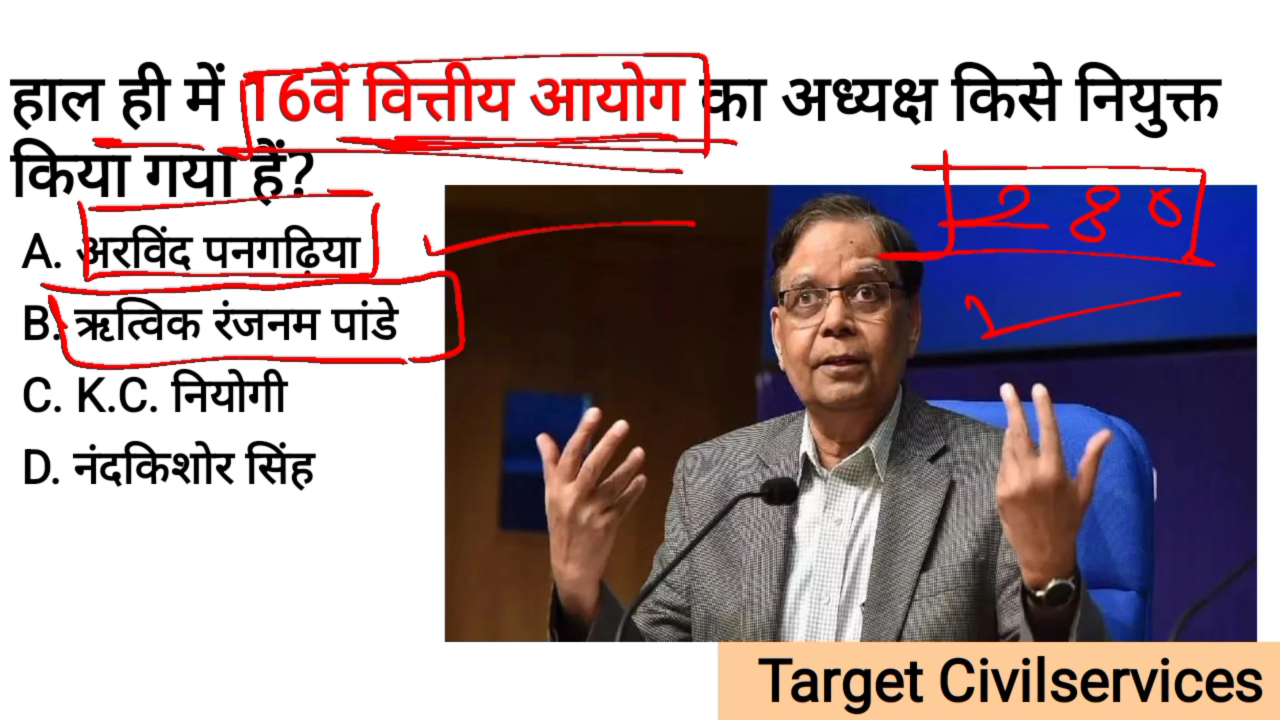 हाल ही में 16वें वित्तीय आयोग का अध्यक्ष किसे नियुक्त
किया गया हैं?
A. अरविंद पनगढ़िया
B. ऋत्विक रंजनम पांडे
C. K.C. नियोगी
D. नंदकिशोर सिंह
280
Target Civilservices